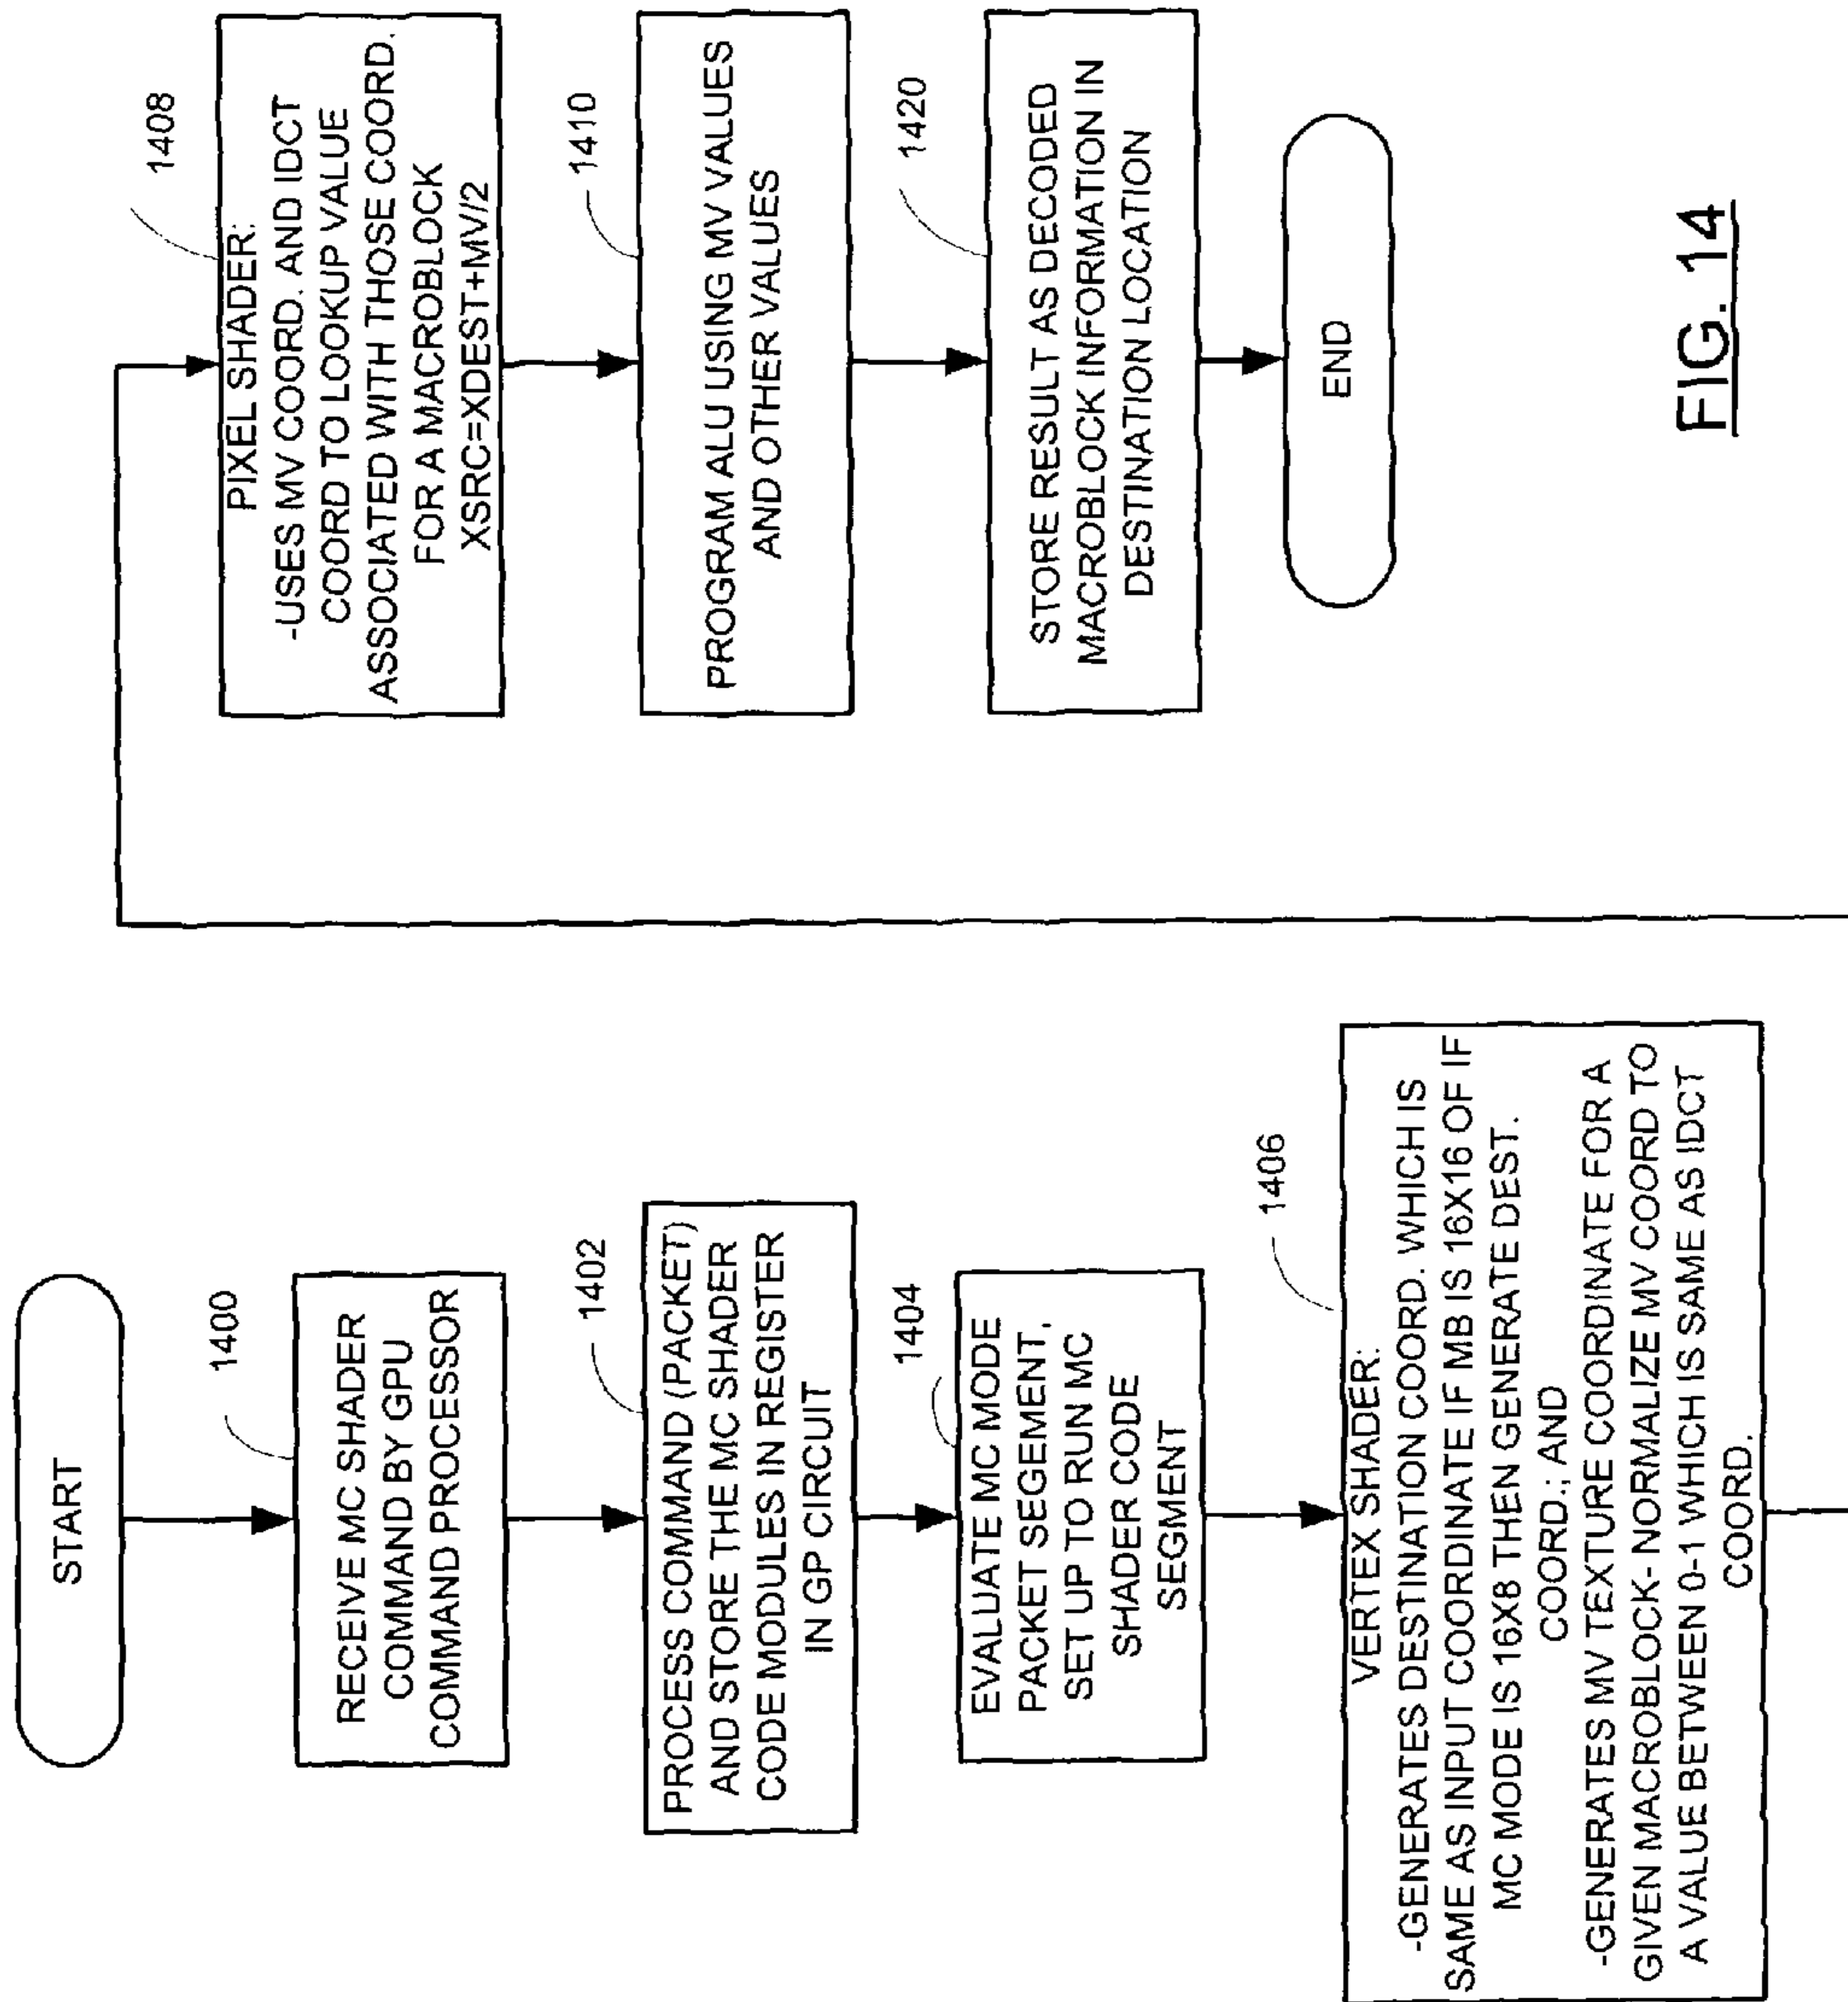 START
1400
RECEIVE MC SHADER
COMMAND BY GPU
COMMAND PROCESSOR
1402
PROCESS COMMAND (PACKET)
AND STORE THE MC SHADER
CODE MODULES IN REGISTER
IN GP CIRCUIT
1404
EVALUATE MC MODE
PACKET SEGEMENT,
SET UP TO RUN MC
SHADER CODE
SEGMENT
1406
VERTEX SHADER:
-GENERATES DESTINATION COORD. WHICH IS
SAME AS INPUT COORDINATE IF MB IS 16X16 OF IF
MC MODE IS 16X8 THEN GENERATE DEST.
COORD.; AND
-GENERATES MV TEXTURE COORDINATE FOR A
GIVEN MACROBLOCK- NORMALIZE MV COORD TO
A VALUE BETWEEN 0-1 WHICH IS SAME AS IDCT
COORD.
1408
PIXEL SHADER:
-USES MV COORD. AND IDCT
COORD TO LOOKUP VALUE
ASSOCIATED WITH THOSE COORD.
FOR A MACROBLOCK
XSRC=XDEST+MV/2
1410
PROGRAM ALU USING MV VALUES
AND OTHER VALUES
1420
STORE RESULT AS DECODED
MACROBLOCK INFORMATION IN
DESTINATION LOCATION
END
FIG. 14